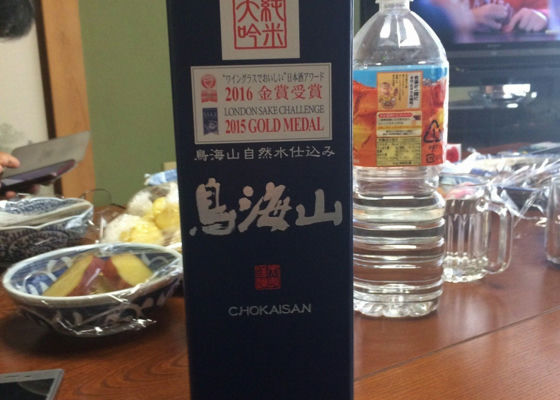 純米
大吟
"ワイングラスでおいしい"日本酒アワード
2016 金賞受賞
LONDON SAKE CHALLENGE
2015 GOLD MEDAL
鳥海山自然水仕込み
鳥海山
CHOKAISAN